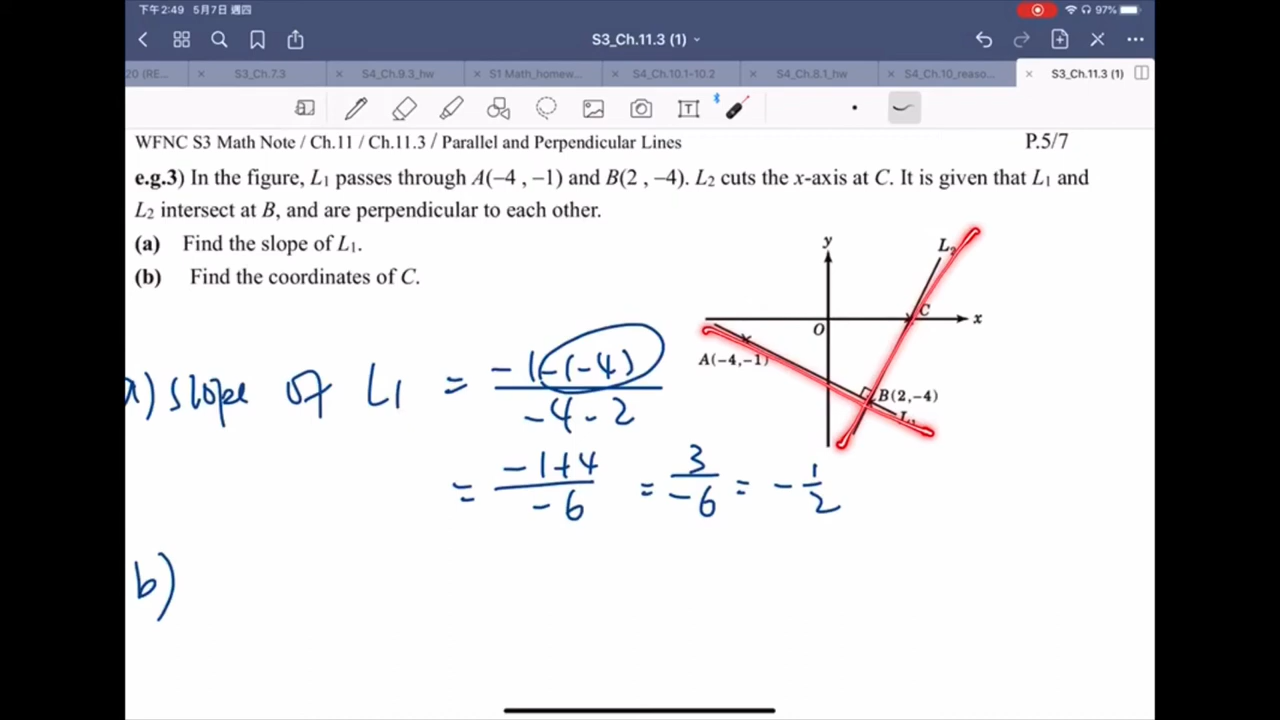 下午2:49 5月7日 週四 97%
S3_Ch.11.3 (1)
20 (RE... S3_Ch.7.3 S4_Ch.9.3_hw S1 Math_homew... S4_Ch.10.1-10.2 S4_Ch.8.1_hw S4_Ch.10_reaso... S3_Ch.11.3 (1)
WFNC S3 Math Note / Ch.11 / Ch.11.3 / Parallel and Perpendicular Lines P.5/7
e.g.3) In the figure, L₁ passes through A(−4 , −1) and B(2 , −4). L₂ cuts the x-axis at C. It is given that L₁ and
L₂ intersect at B, and are perpendicular to each other.
(a) Find the slope of L₁.
(b) Find the coordinates of C.
y
L₂
C
O
x
A(−4,−1)
B(2,−4)
L₁
a) slope of L1 = (-1-(-4))/(-4-2)
= (-1+4)/(-6) = 3/(-6) = -1/2
b)